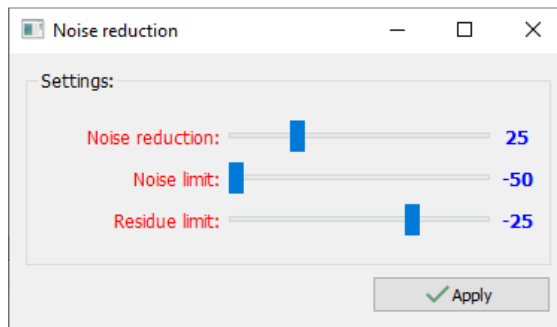 Noise reduction
Settings:
Noise reduction: 25
Noise limit: -50
Residue limit: -25
Apply